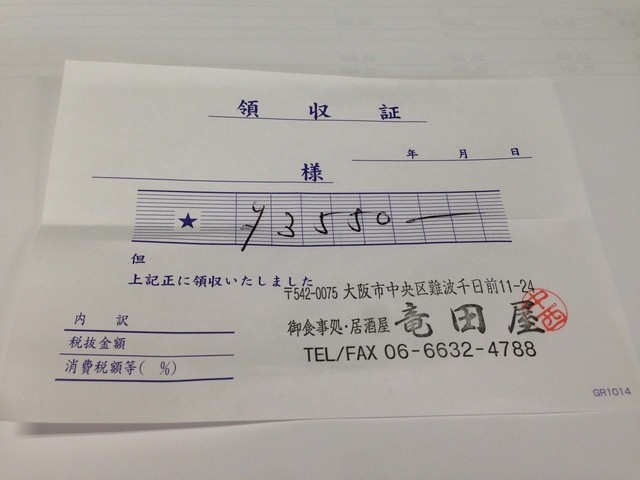 領 収 証
年 月 日
様
★ ¥3550—
但
上記正に領収いたしました
〒542-0075 大阪市中央区難波千日前11-24
御食事処・居酒屋 竜田屋
中西
TEL/FAX 06-6632-4788
内 訳
税抜金額
消費税額等( %)
GR1014